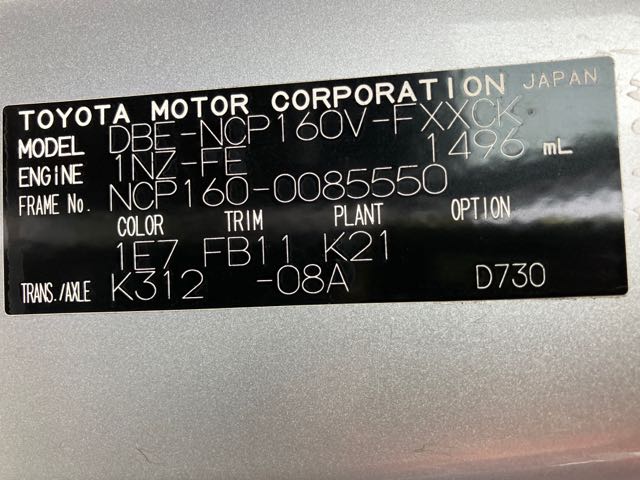 TOYOTA MOTOR CORPORATION JAPAN
MODEL DBE-NCP160V-FXXCK
ENGINE 1NZ-FE 1496 mL
FRAME No. NCP160-0085550
COLOR TRIM PLANT OPTION
1E7 FB11 K21
TRANS./AXLE K312 -08A D730